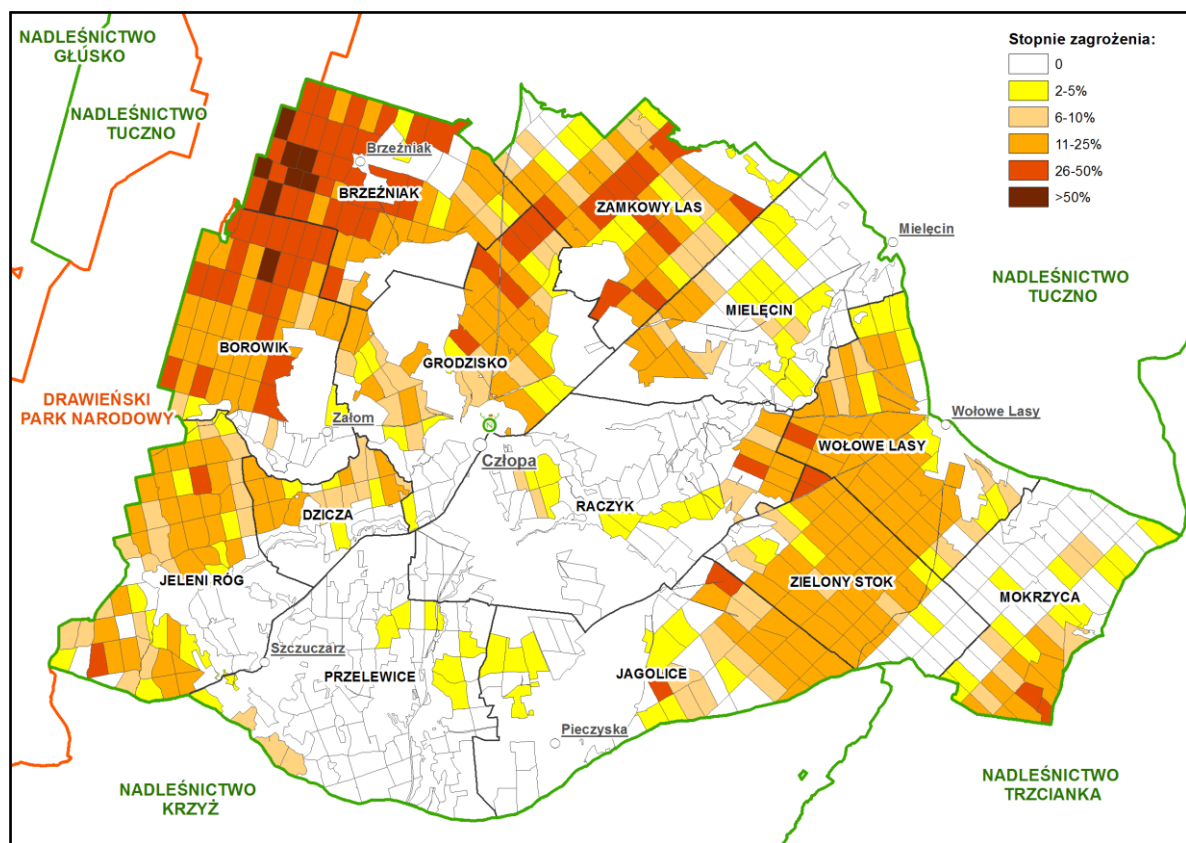 NADLEŚNICTWO
GŁUSKO
NADLEŚNICTWO
TUCZNO
Stopnie zagrożenia:
0
2-5%
6-10%
11-25%
26-50%
>50%
Brzeźniak
BRZEŹNIAK
ZAMKOWY LAS
Mielęcin
NADLEŚNICTWO
TUCZNO
MIELĘCIN
BOROWIK
GRODZISKO
DRAWIEŃSKI
PARK NARODOWY
Załom
Człopa
Wołowe Lasy
WOŁOWE LASY
DZICZA
RACZYK
JELENI RÓG
ZIELONY STOK
MOKRZYCA
Szczuczarz
PRZELEWICE
JAGOLICE
Pieczyska
NADLEŚNICTWO
KRZYŻ
NADLEŚNICTWO
TRZCIANKA